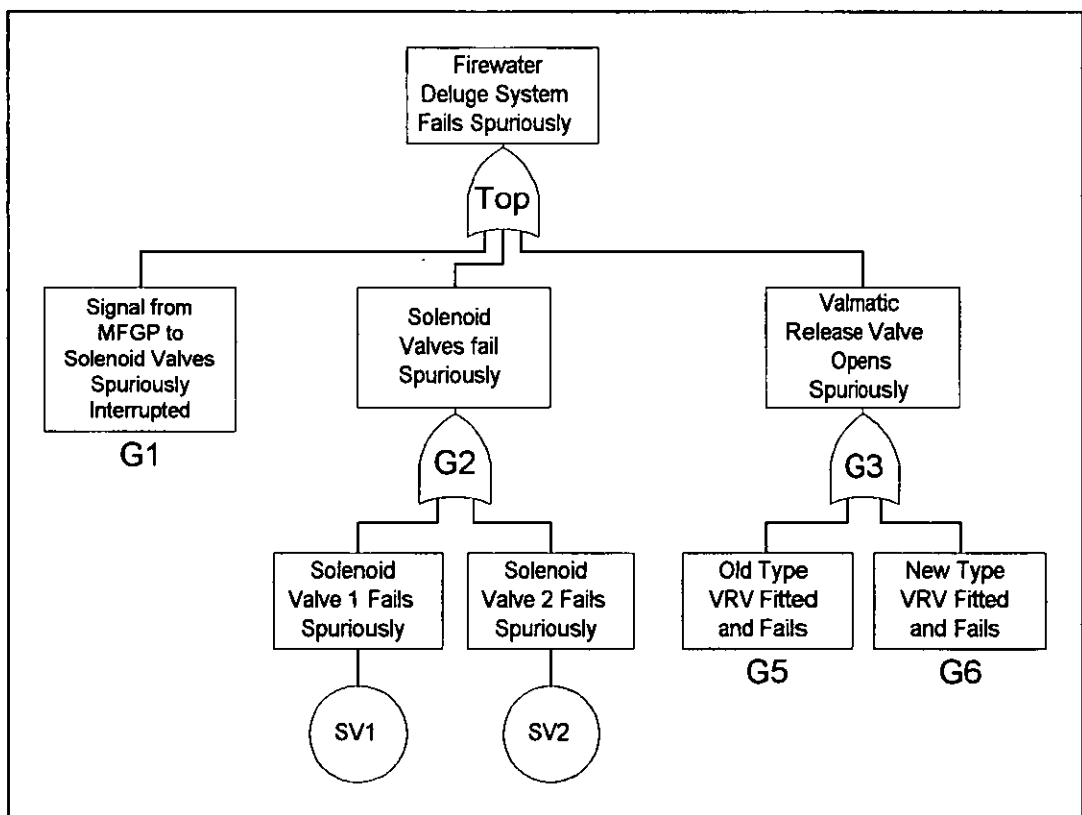 Firewater
Deluge System
Fails Spuriously
Top
Signal from
MFGP to
Solenoid Valves
Spuriously
Interrupted
G1
Solenoid
Valves fail
Spuriously
G2
Valmatic
Release Valve
Opens
Spuriously
G3
Solenoid
Valve 1 Fails
Spuriously
SV1
Solenoid
Valve 2 Fails
Spuriously
SV2
Old Type
VRV Fitted
and Fails
G5
New Type
VRV Fitted
and Fails
G6